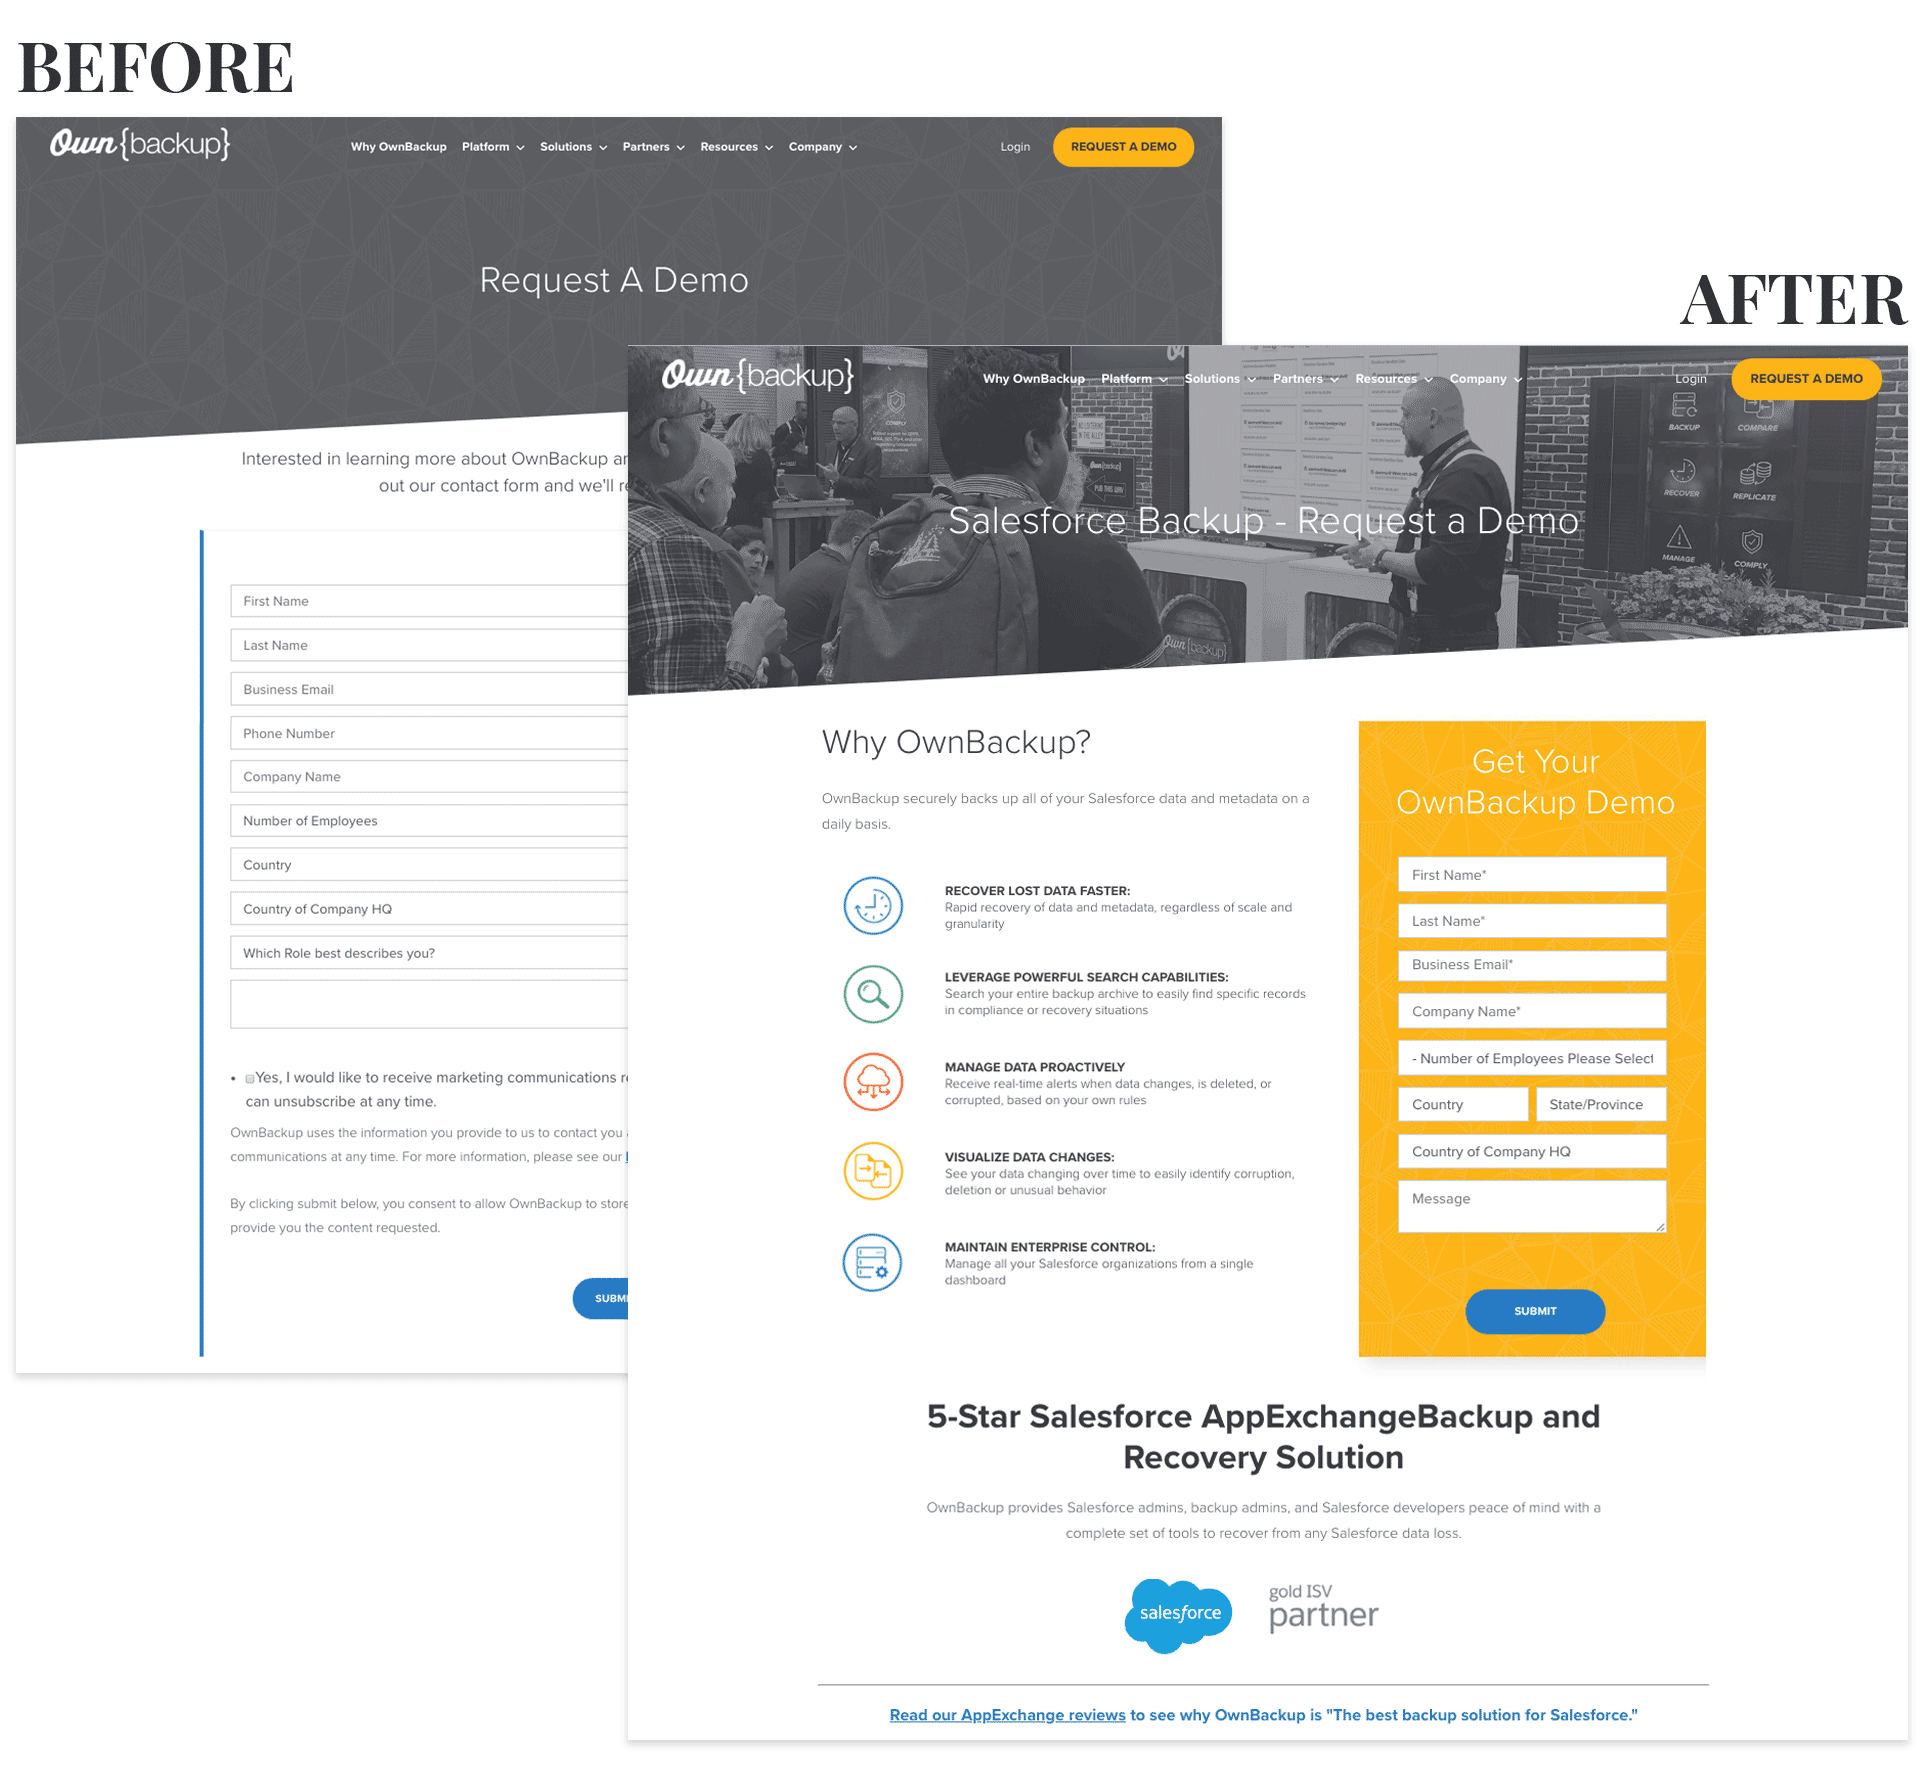 BEFORE
Own{backup}
Why OwnBackup Platform Solutions Partners Resources Company
Login
REQUEST A DEMO
Request A Demo
Interested in learning more about OwnBackup
out our contact form and we'll
First Name
Last Name
Business Email
Phone Number
Company Name
Number of Employees
Country
Country of Company HQ
Which Role best describes you?
Yes, I would like to receive marketing communications
can unsubscribe at any time.
OwnBackup uses the information you provide to us to contact you
communications at any time. For more information, please see our
By clicking submit below, you consent to allow OwnBackup to store
provide you the content requested.
SUBM
AFTER
Own{backup}
Why OwnBackup Platform Solutions Partners Resources Company
Login
REQUEST A DEMO
COMPLY
NO LOITERING
IN THE ALLEY
Own{backup}
PUB THIS WAY
BACKUP
COMPARE
RECOVER
REPLICATE
MANAGE
COMPLY
Own{backup}
Salesforce Backup - Request a Demo
Why OwnBackup?
OwnBackup securely backs up all of your Salesforce data and metadata on a
daily basis.
RECOVER LOST DATA FASTER:
Rapid recovery of data and metadata, regardless of scale and
granularity
LEVERAGE POWERFUL SEARCH CAPABILITIES:
Search your entire backup archive to easily find specific records
in compliance or recovery situations
MANAGE DATA PROACTIVELY
Receive real-time alerts when data changes, is deleted, or
corrupted, based on your own rules
VISUALIZE DATA CHANGES:
See your data changing over time to easily identify corruption,
deletion or unusual behavior
MAINTAIN ENTERPRISE CONTROL:
Manage all your Salesforce organizations from a single
dashboard
Get Your
OwnBackup Demo
First Name*
Last Name*
Business Email*
Company Name*
- Number of Employees Please Select
Country
State/Province
Country of Company HQ
Message
SUBMIT
5-Star Salesforce AppExchangeBackup and
Recovery Solution
OwnBackup provides Salesforce admins, backup admins, and Salesforce developers peace of mind with a
complete set of tools to recover from any Salesforce data loss.
salesforce
gold ISV
partner
Read our AppExchange reviews to see why OwnBackup is "The best backup solution for Salesforce."